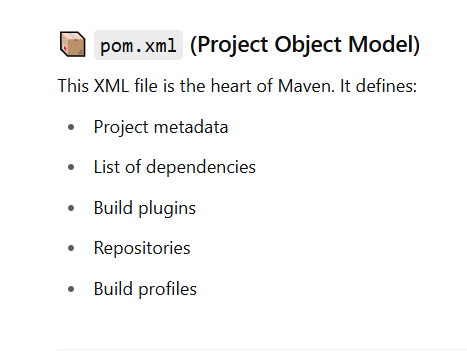 pom.xml (Project Object Model)
This XML file is the heart of Maven. It defines:
• Project metadata
• List of dependencies
• Build plugins
• Repositories
• Build profiles